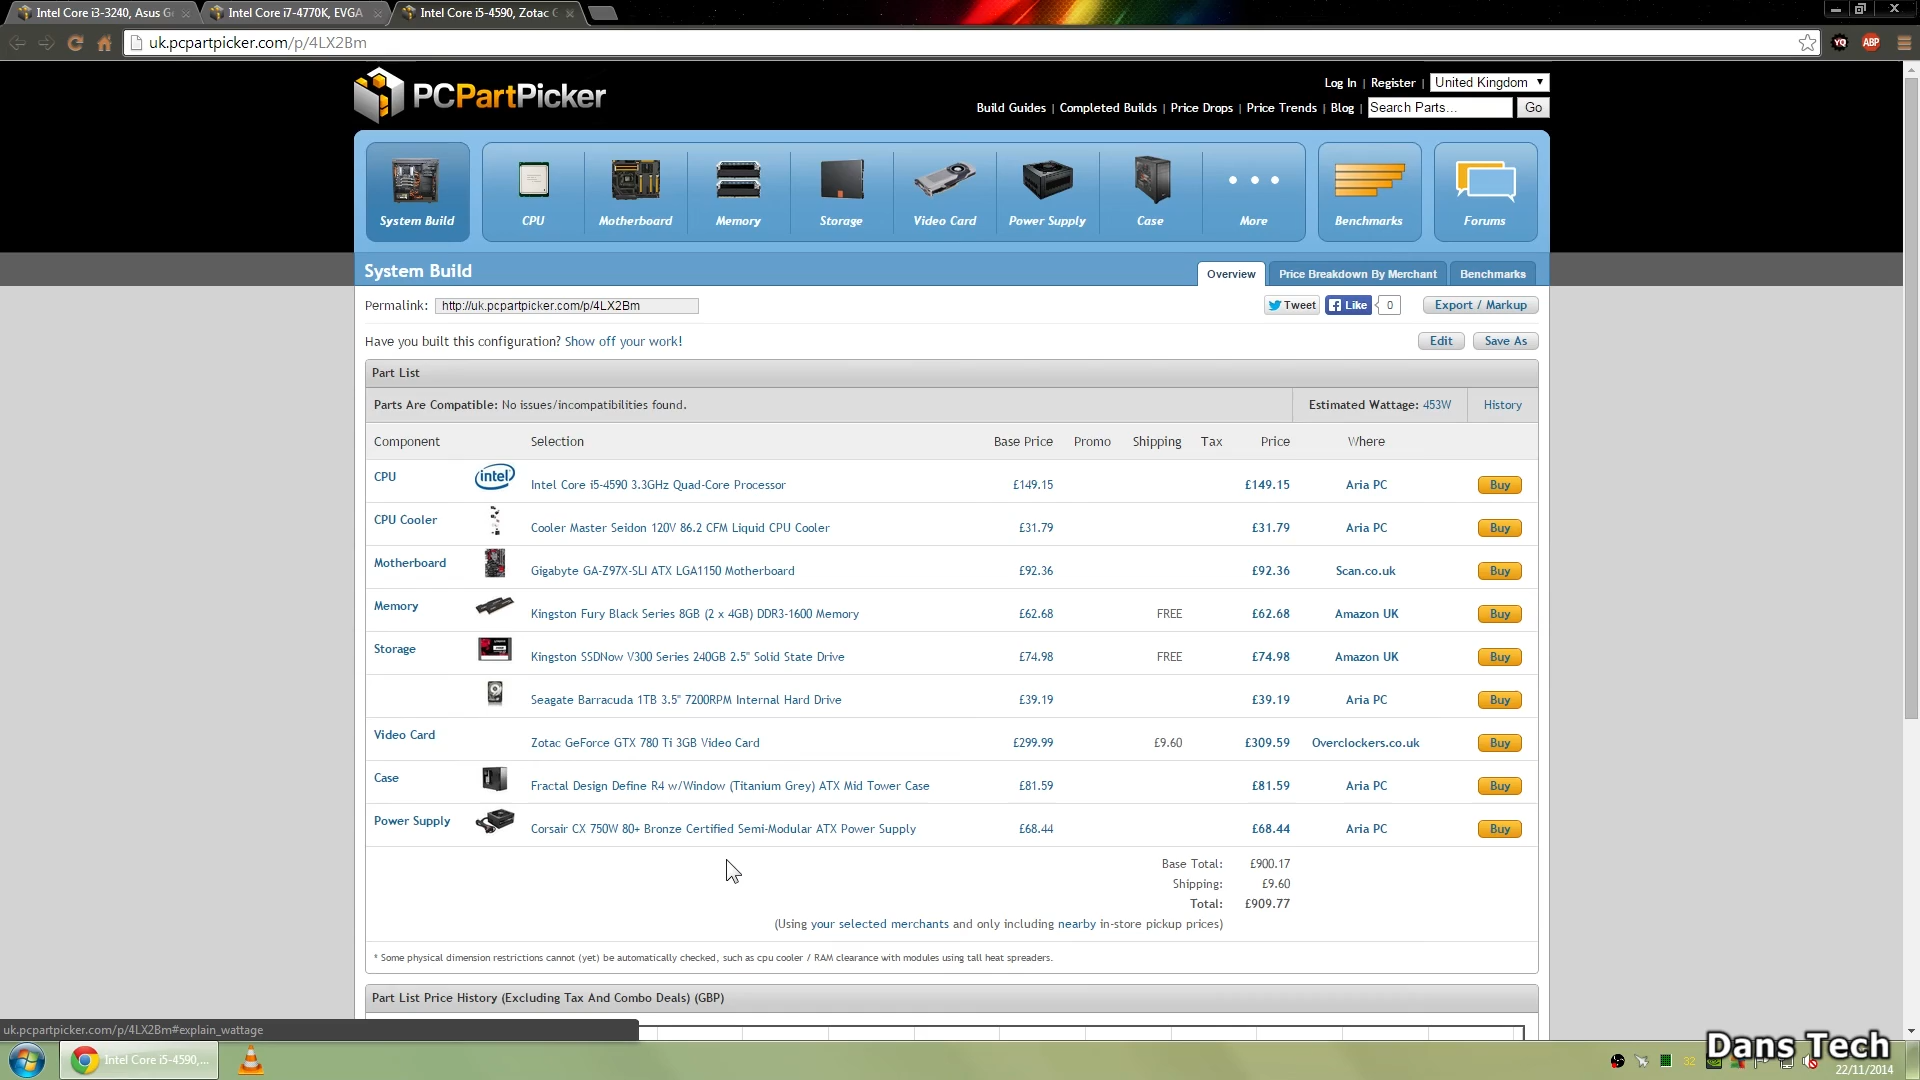 Intel Core i3-3240, Asus Ge
Intel Core i7-4770K, EVGA
Intel Core i5-4590, Zotac G
uk.pcpartpicker.com/p/4LX2Bm
YQ
ABP
PCPartPicker
Log In | Register | United Kingdom
Build Guides | Completed Builds | Price Drops | Price Trends | Blog | Search Parts... Go
System Build CPU Motherboard Memory Storage Video Card Power Supply Case More Benchmarks Forums
System Build Overview Price Breakdown By Merchant Benchmarks
Permalink: http://uk.pcpartpicker.com/p/4LX2Bm Tweet Like 0 Export / Markup
Have you built this configuration? Show off your work! Edit Save As
Part List
Parts Are Compatible: No issues/incompatibilities found. Estimated Wattage: 453W History
Component Selection Base Price Promo Shipping Tax Price Where
CPU intel Intel Core i5-4590 3.3GHz Quad-Core Processor £149.15 £149.15 Aria PC Buy
CPU Cooler Cooler Master Seidon 120V 86.2 CFM Liquid CPU Cooler £31.79 £31.79 Aria PC Buy
Motherboard Gigabyte GA-Z97X-SLI ATX LGA1150 Motherboard £92.36 £92.36 Scan.co.uk Buy
Memory Kingston Fury Black Series 8GB (2 x 4GB) DDR3-1600 Memory £62.68 FREE £62.68 Amazon UK Buy
Storage Kingston SSDNow V300 Series 240GB 2.5" Solid State Drive £74.98 FREE £74.98 Amazon UK Buy
Seagate Barracuda 1TB 3.5" 7200RPM Internal Hard Drive £39.19 £39.19 Aria PC Buy
Video Card Zotac GeForce GTX 780 Ti 3GB Video Card £299.99 £9.60 £309.59 Overclockers.co.uk Buy
Case Fractal Design Define R4 w/Window (Titanium Grey) ATX Mid Tower Case £81.59 £81.59 Aria PC Buy
Power Supply Corsair CX 750W 80+ Bronze Certified Semi-Modular ATX Power Supply £68.44 £68.44 Aria PC Buy
Base Total: £900.17
Shipping: £9.60
Total: £909.77
(Using your selected merchants and only including nearby in-store pickup prices)
* Some physical dimension restrictions cannot (yet) be automatically checked, such as cpu cooler / RAM clearance with modules using tall heat spreaders.
Part List Price History (Excluding Tax And Combo Deals) (GBP)
uk.pcpartpicker.com/p/4LX2Bm#explain_wattage
Intel Core i5-4590,...
32
Dans Tech
22/11/2014